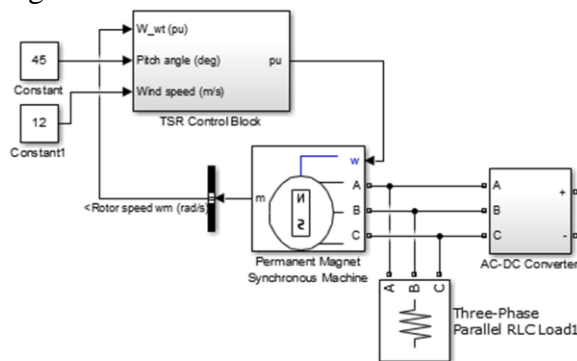 W_wt (pu)
45
Pitch angle (deg)
pu
Constant
12
Wind speed (m/s)
Constant1
TSR Control Block
w
A
A
+
m
N
S
B
B
<Rotor speed wm (rad/s)
C
C
-
Permanent Magnet
Synchronous Machine
AC-DC Converter
A
B
C
Three-Phase
Parallel RLC Load1